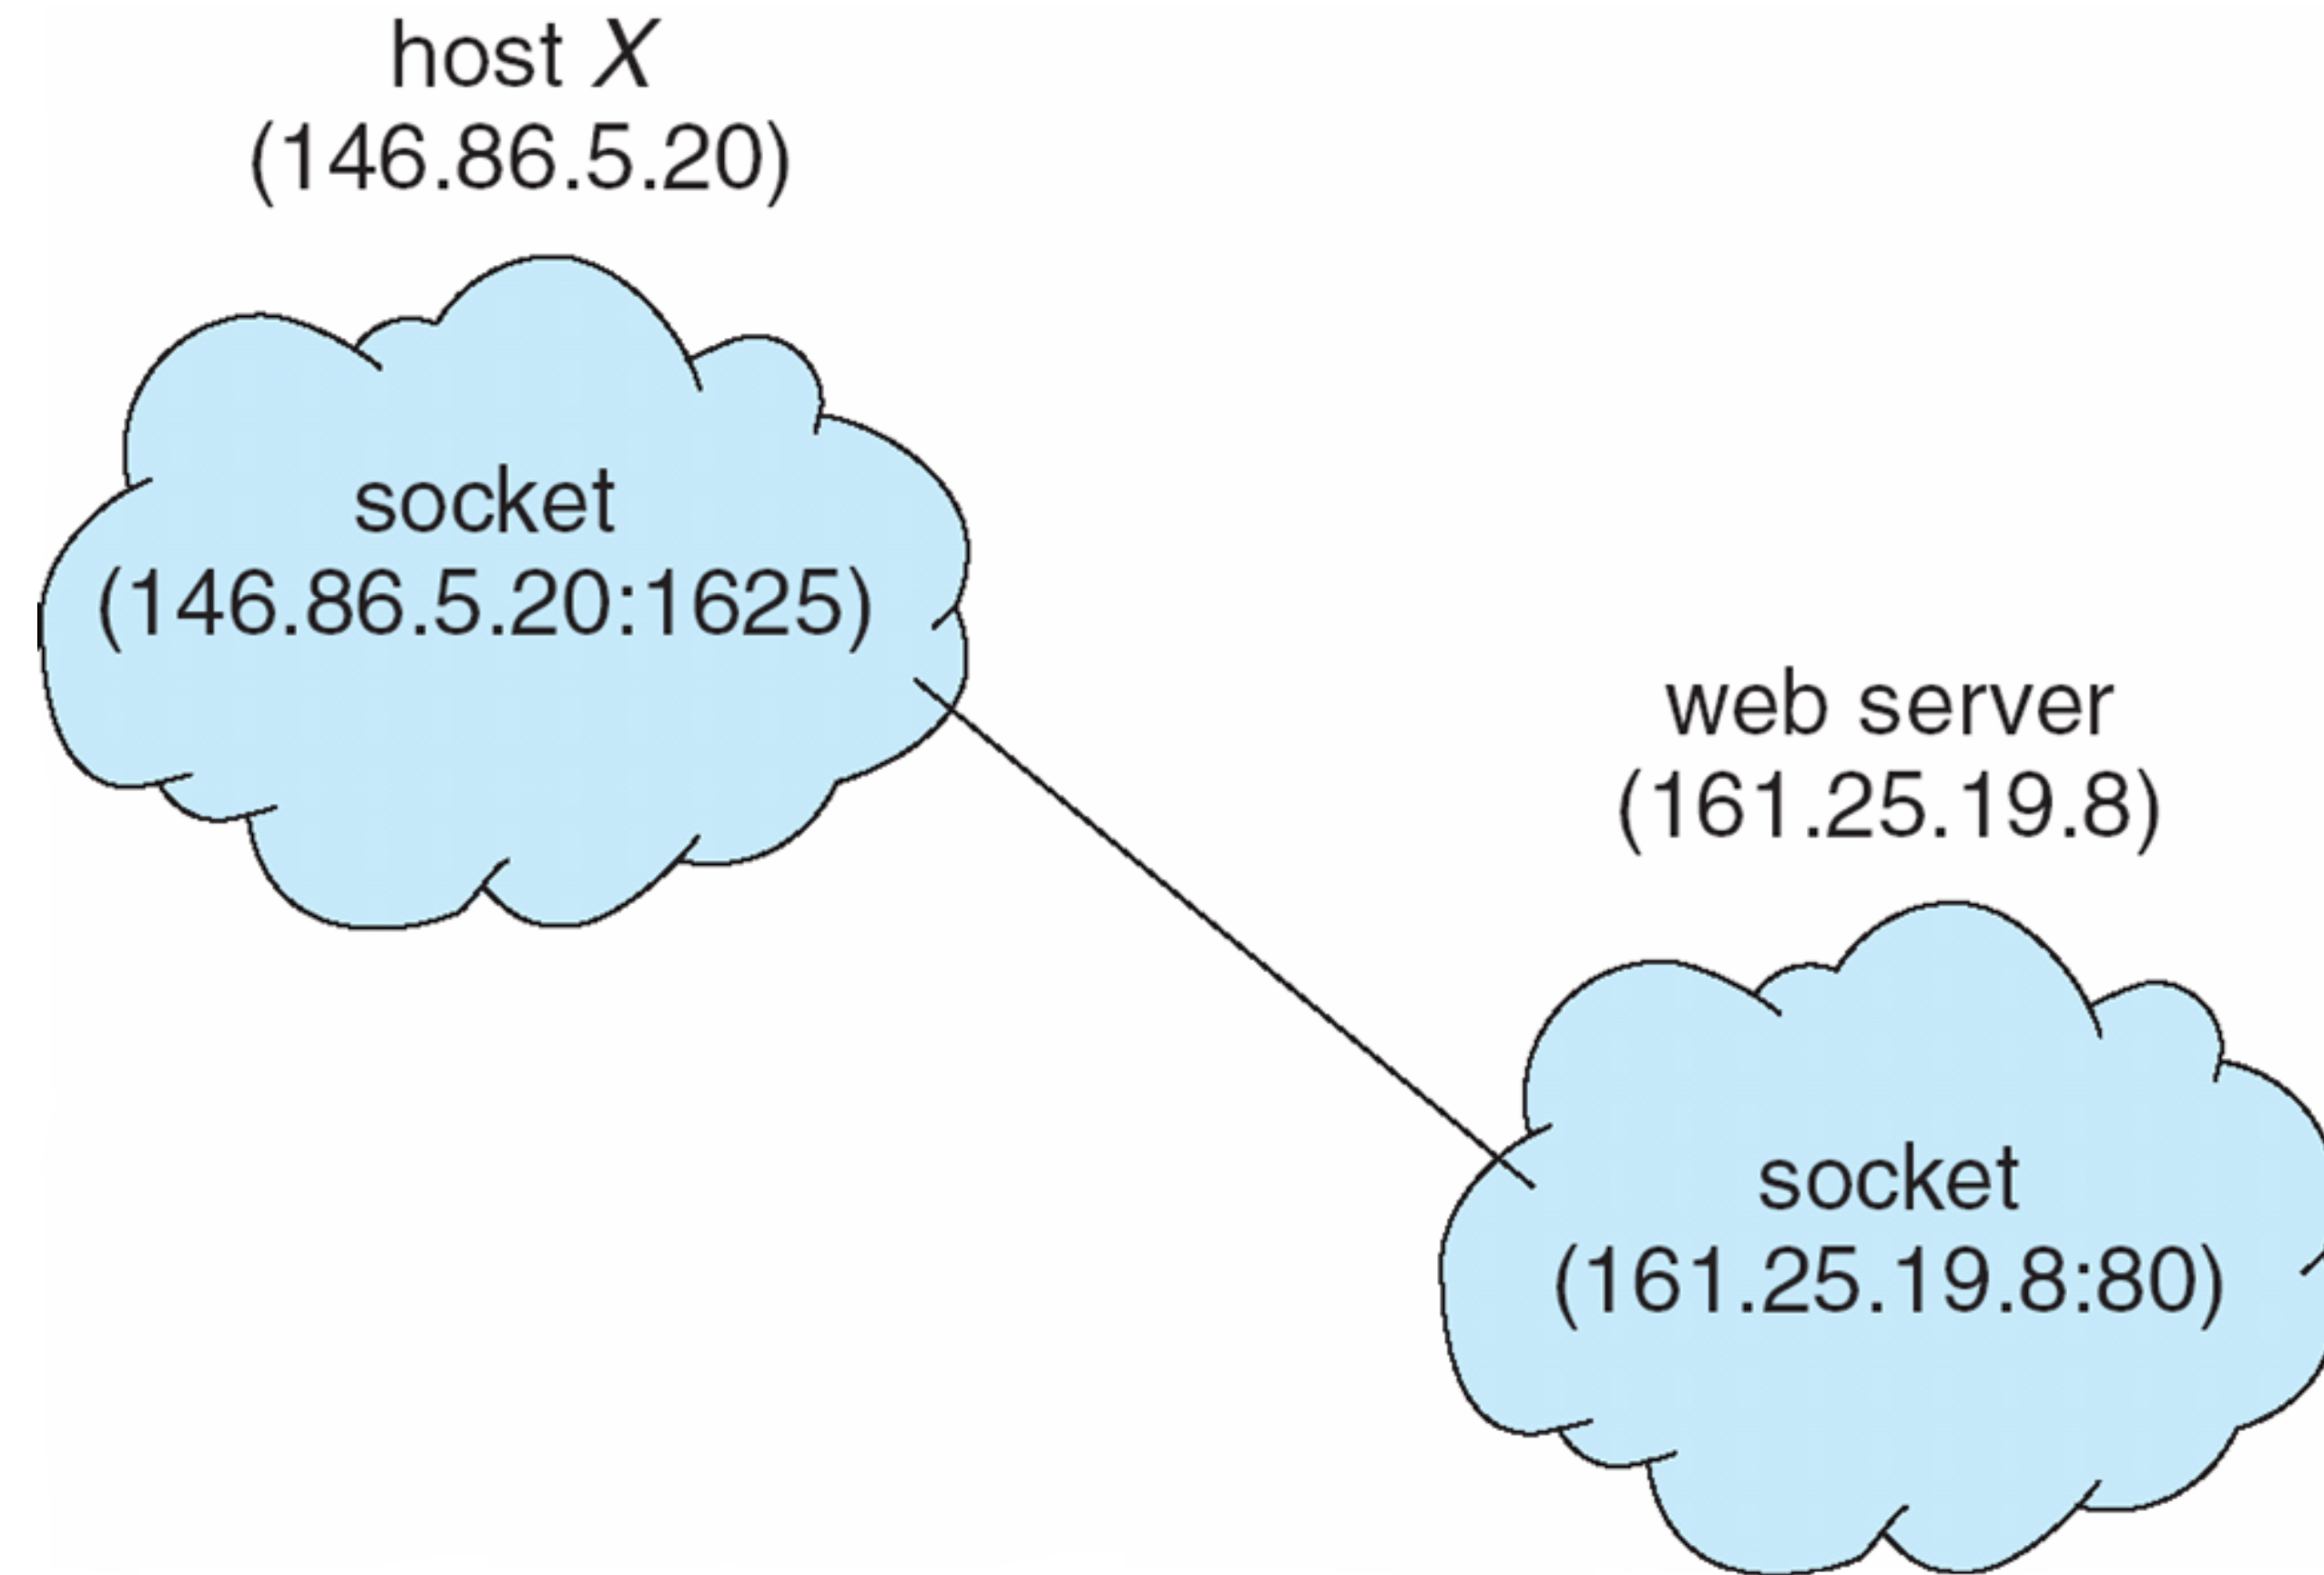 host X
(146.86.5.20)
socket
(146.86.5.20:1625)
web server
(161.25.19.8)
socket
(161.25.19.8:80)